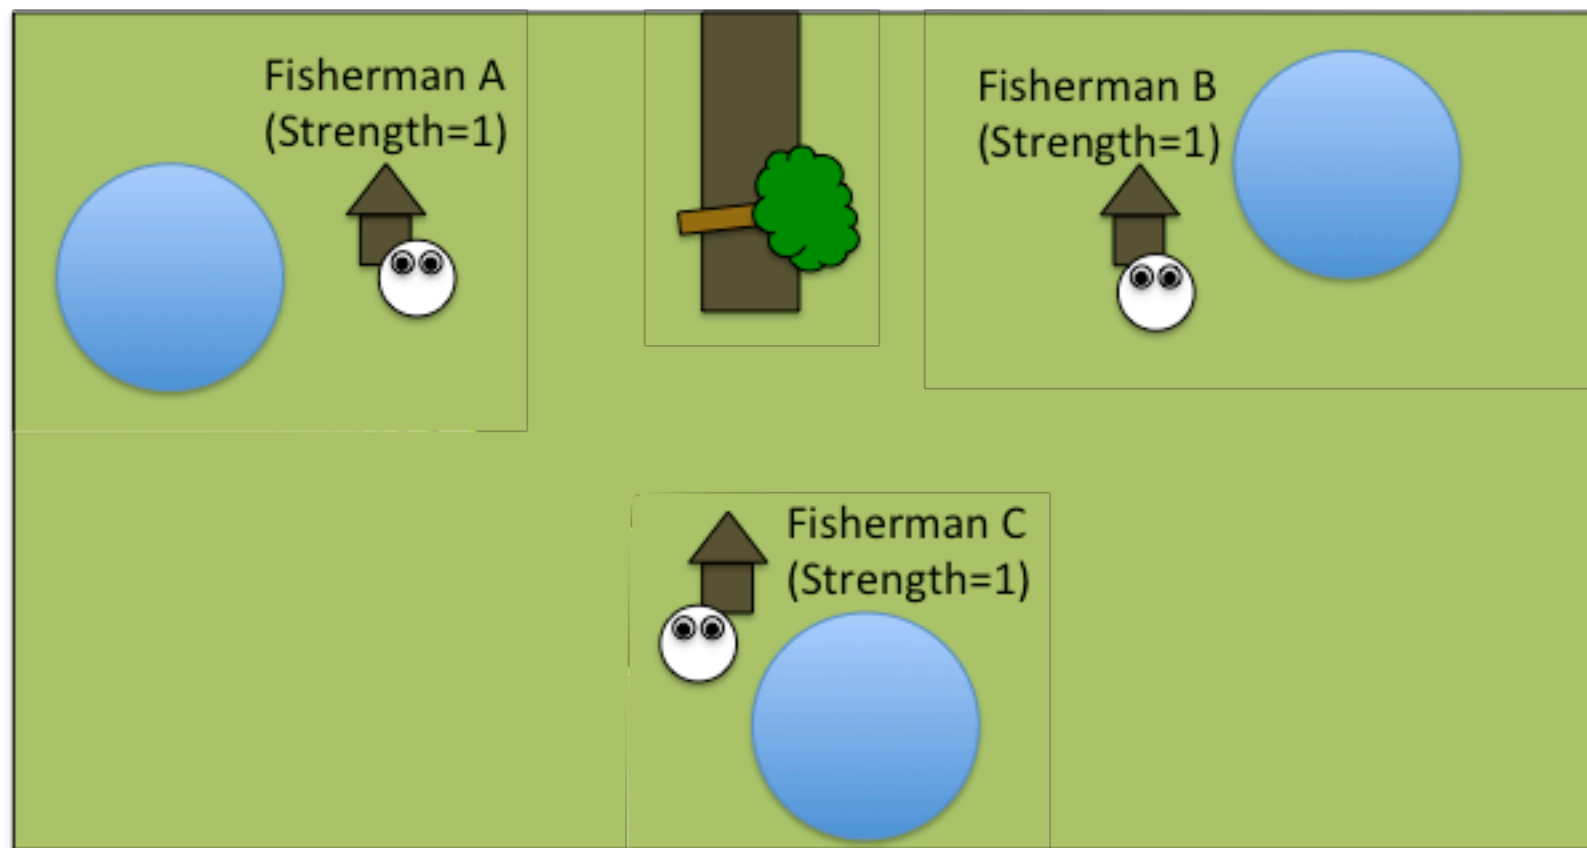 Fisherman A
(Strength=1)
Fisherman B
(Strength=1)
Fisherman C
(Strength=1)